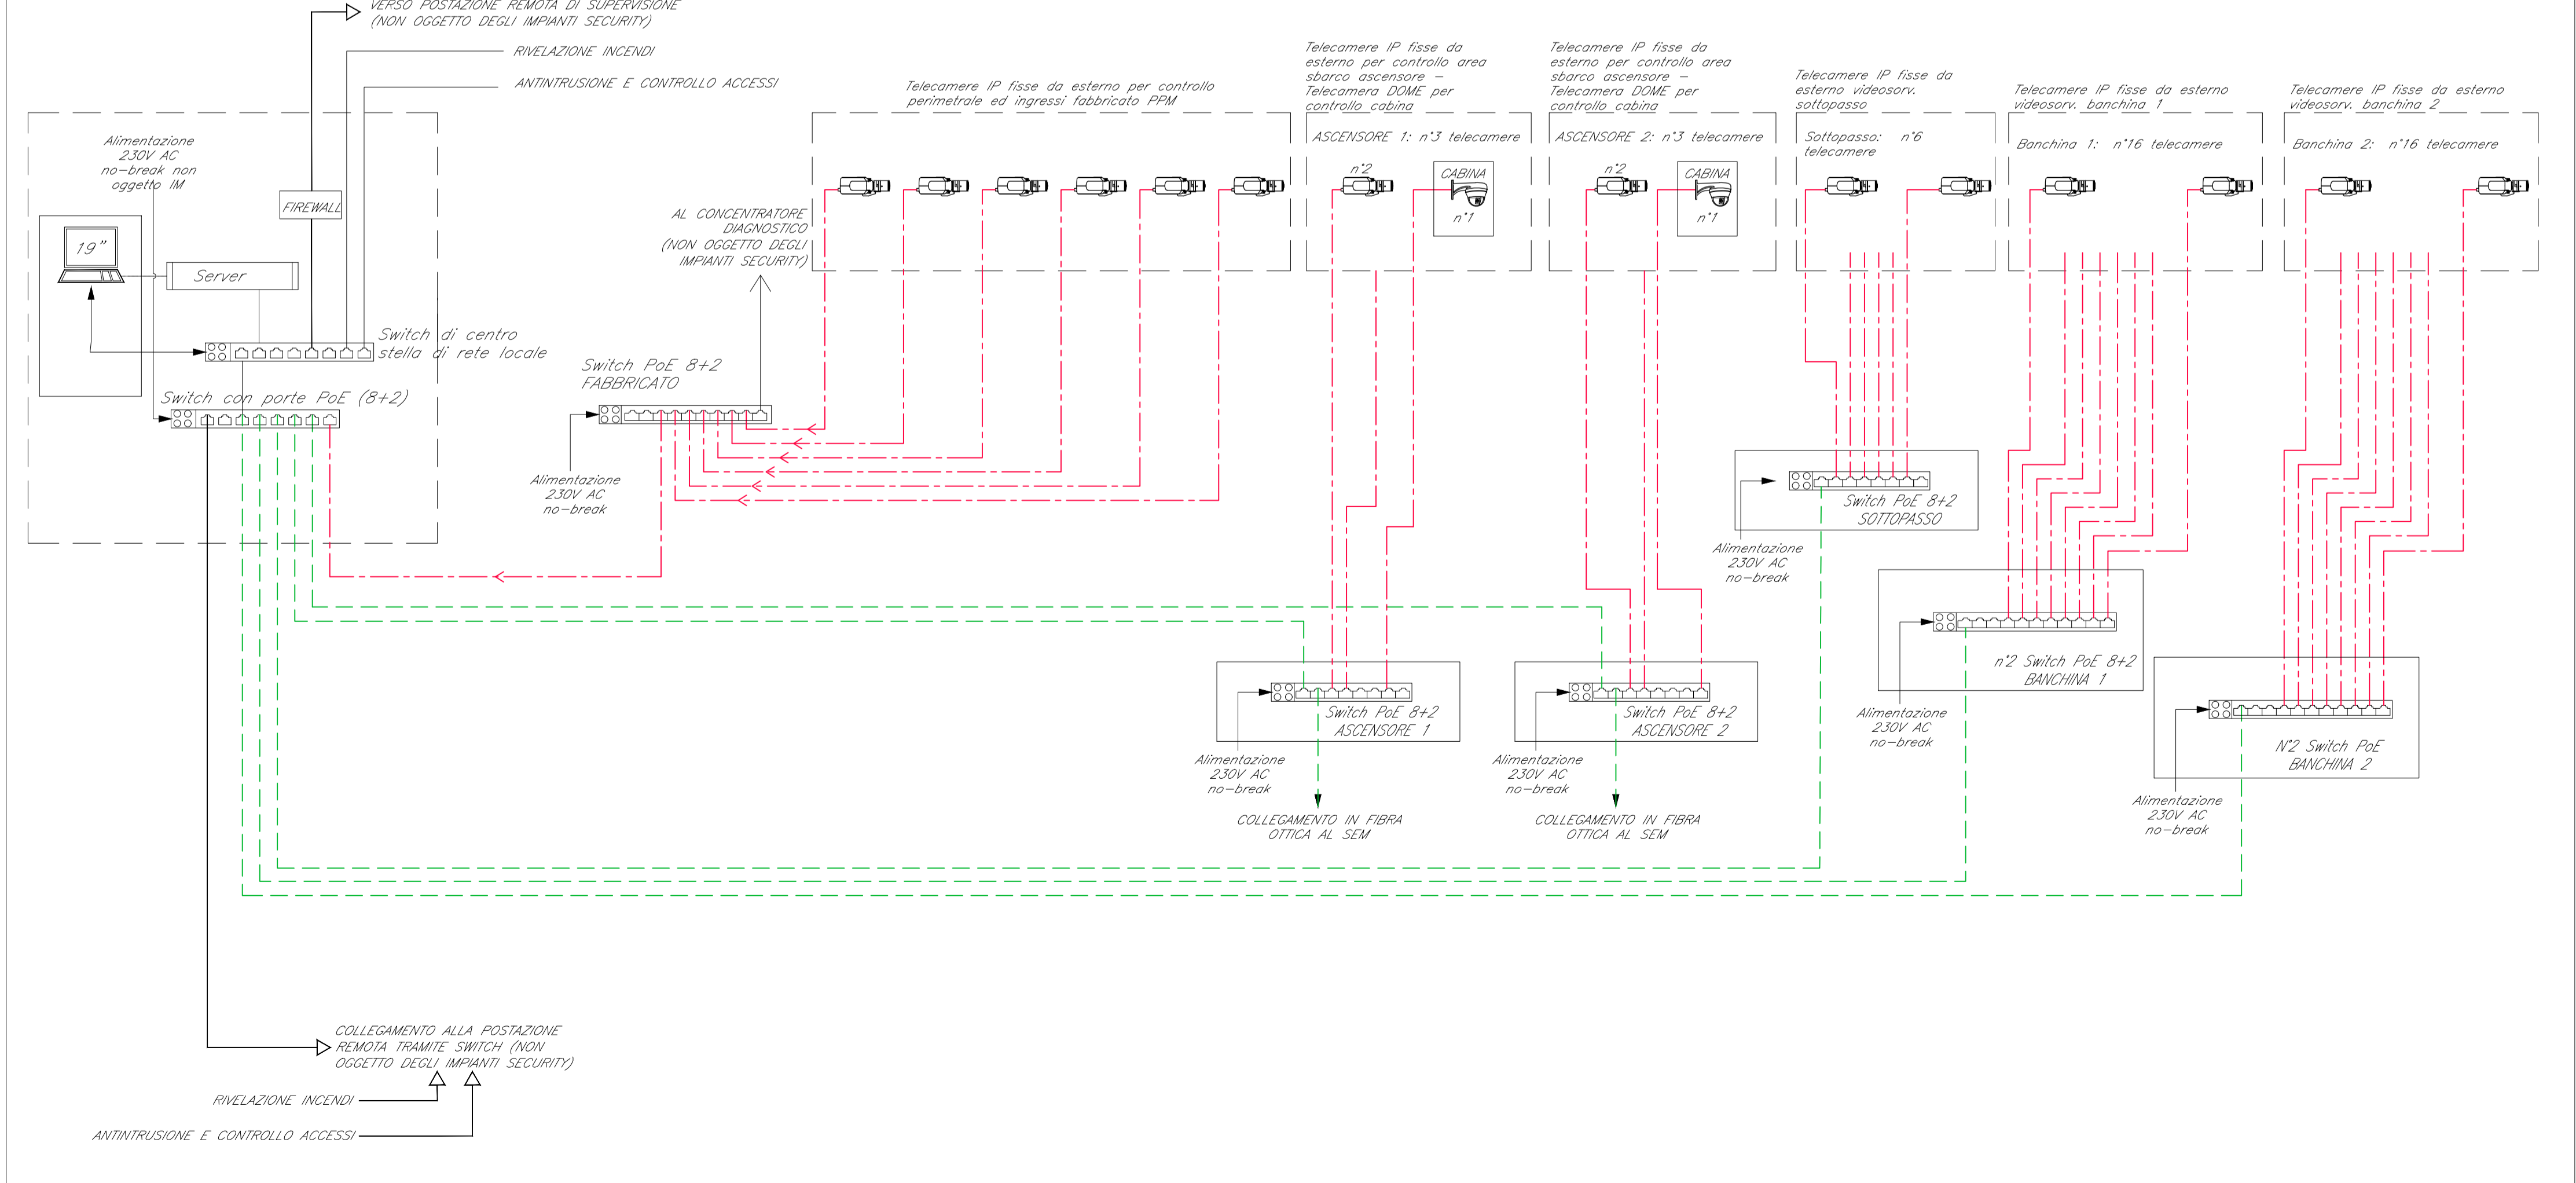 VERSO POSTAZIONE REMOTA DI SUPERVISIONE
(NON OGGETTO DEGLI IMPIANTI SECURITY)
RIVELAZIONE INCENDI
ANTINTRUSIONE E CONTROLLO ACCESSI
Alimentazione
230V AC
no-break non
oggetto IM
FIREWALL
19"
Server
Switch di centro
stella di rete locale
Switch con porte PoE (8+2)
Telecamere IP fisse da esterno per controllo
perimetrale ed ingressi fabbricato PPM
AL CONCENTRATORE
DIAGNOSTICO
(NON OGGETTO DEGLI
IMPIANTI SECURITY)
Switch PoE 8+2
FABBRICATO
Alimentazione
230V AC
no-break
Telecamere IP fisse da
esterno per controllo area
sbarco ascensore -
Telecamera DOME per
controllo cabina
ASCENSORE 1: n°3 telecamere
n°2
CABINA
n°1
Telecamere IP fisse da
esterno per controllo area
sbarco ascensore -
Telecamera DOME per
controllo cabina
ASCENSORE 2: n°3 telecamere
n°2
CABINA
n°1
Telecamere IP fisse da
esterno videosorv.
sottopasso
Sottopasso: n°6
telecamere
Telecamere IP fisse da esterno
videosorv. banchina 1
Banchina 1: n°16 telecamere
Telecamere IP fisse da esterno
videosorv. banchina 2
Banchina 2: n°16 telecamere
Switch PoE 8+2
SOTTOPASSO
Alimentazione
230V AC
no-break
n°2 Switch PoE 8+2
BANCHINA 1
Alimentazione
230V AC
no-break
N°2 Switch PoE
BANCHINA 2
Alimentazione
230V AC
no-break
Switch PoE 8+2
ASCENSORE 1
Alimentazione
230V AC
no-break
COLLEGAMENTO IN FIBRA
OTTICA AL SEM
Switch PoE 8+2
ASCENSORE 2
Alimentazione
230V AC
no-break
COLLEGAMENTO IN FIBRA
OTTICA AL SEM
COLLEGAMENTO ALLA POSTAZIONE
REMOTA TRAMITE SWITCH (NON
OGGETTO DEGLI IMPIANTI SECURITY)
RIVELAZIONE INCENDI
ANTINTRUSIONE E CONTROLLO ACCESSI